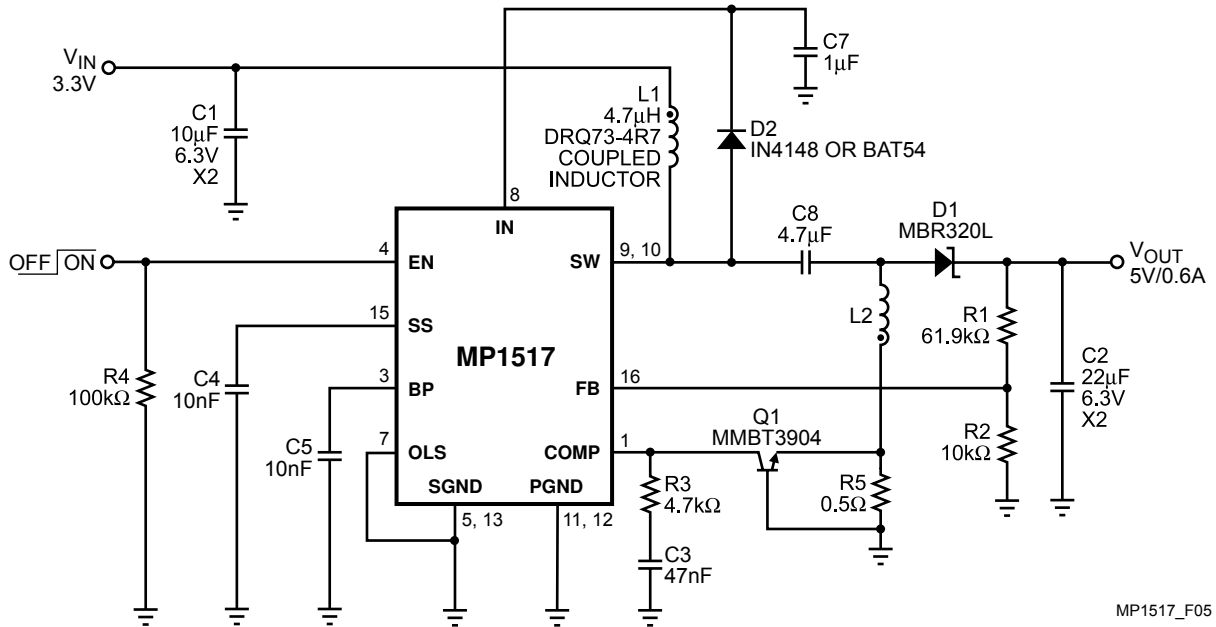 VIN
3.3V
C1
10µF
6.3V
X2
L1
4.7µH
DRQ73-4R7
COUPLED
INDUCTOR
C7
1µF
D2
IN4148 OR BAT54
8
IN
OFF ON
4
EN
SW
9, 10
C8
4.7µF
D1
MBR320L
VOUT
5V/0.6A
15
SS
L2
R1
61.9kΩ
MP1517
R4
100kΩ
C4
10nF
3
BP
FB
16
C2
22µF
6.3V
X2
C5
10nF
7
OLS
COMP
1
Q1
MMBT3904
R2
10kΩ
SGND
PGND
R3
4.7kΩ
R5
0.5Ω
5, 13
11, 12
C3
47nF
MP1517_F05